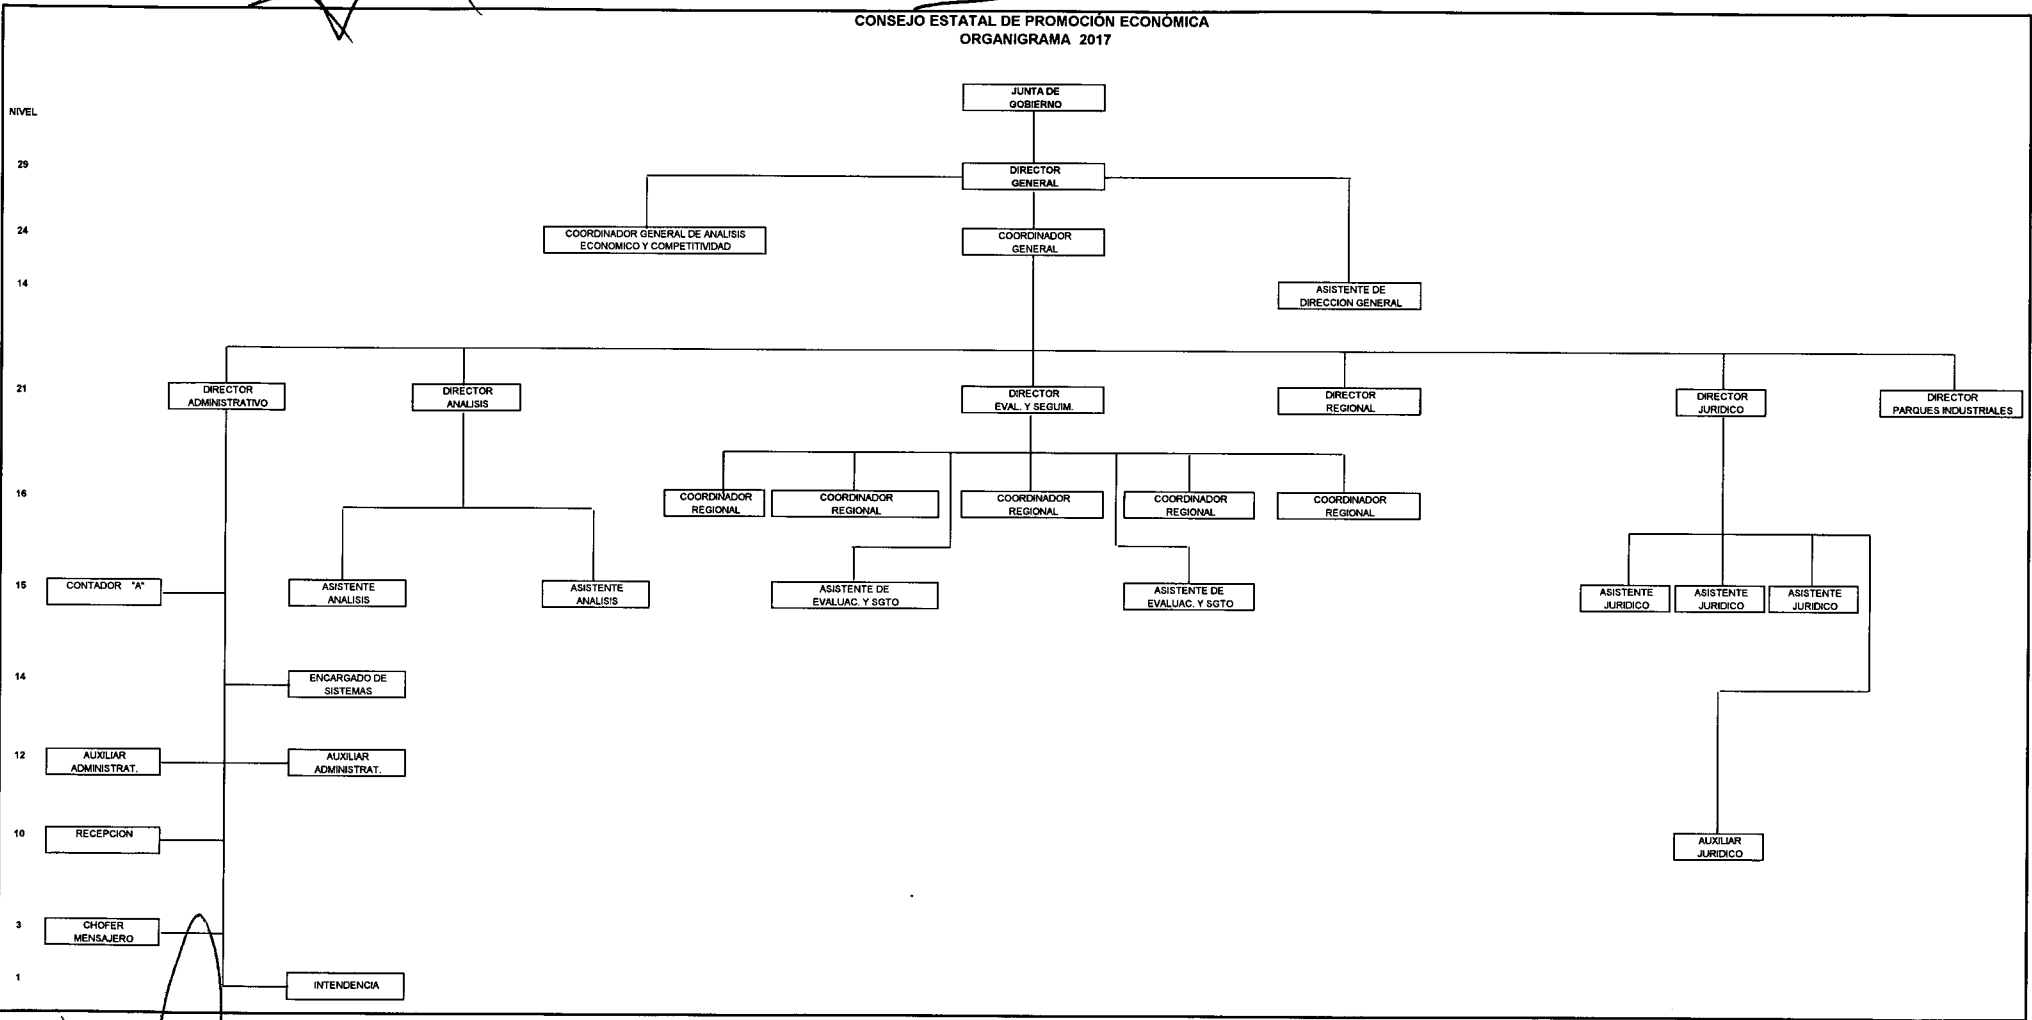 CONSEJO ESTATAL DE PROMOCIÓN ECONÓMICA
ORGANIGRAMA 2017
JUNTA DE
GOBIERNO
NIVEL
29
DIRECTOR
GENERAL
24
COORDINADOR GENERAL DE ANALISIS
ECONOMICO Y COMPETITIVIDAD
COORDINADOR
GENERAL
14
ASISTENTE DE
DIRECCION GENERAL
21
DIRECTOR
ADMINISTRATIVO
DIRECTOR
ANALISIS
DIRECTOR
EVAL. Y SEGUIM.
DIRECTOR
REGIONAL
DIRECTOR
JURIDICO
DIRECTOR
PARQUES INDUSTRIALES
16
COORDINADOR
REGIONAL
COORDINADOR
REGIONAL
COORDINADOR
REGIONAL
COORDINADOR
REGIONAL
COORDINADOR
REGIONAL
15
CONTADOR "A"
ASISTENTE
ANALISIS
ASISTENTE
ANALISIS
ASISTENTE DE
EVALUAC. Y SGTO
ASISTENTE DE
EVALUAC. Y SGTO
ASISTENTE
JURIDICO
ASISTENTE
JURIDICO
ASISTENTE
JURIDICO
14
ENCARGADO DE
SISTEMAS
12
AUXILIAR
ADMINISTRAT.
AUXILIAR
ADMINISTRAT.
10
RECEPCION
AUXILIAR
JURIDICO
3
CHOFER
MENSAJERO
1
INTENDENCIA